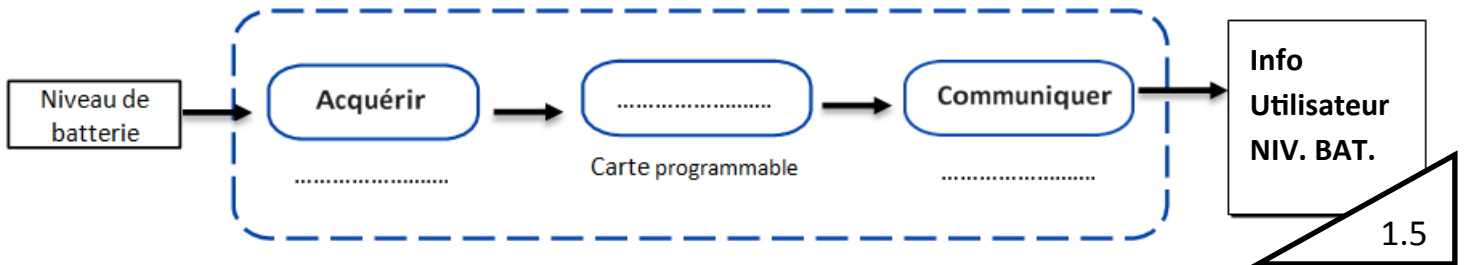 Niveau de
batterie
Acquérir
........................
........................
Carte programmable
Communiquer
........................
Info
Utilisateur
NIV. BAT.
1.5